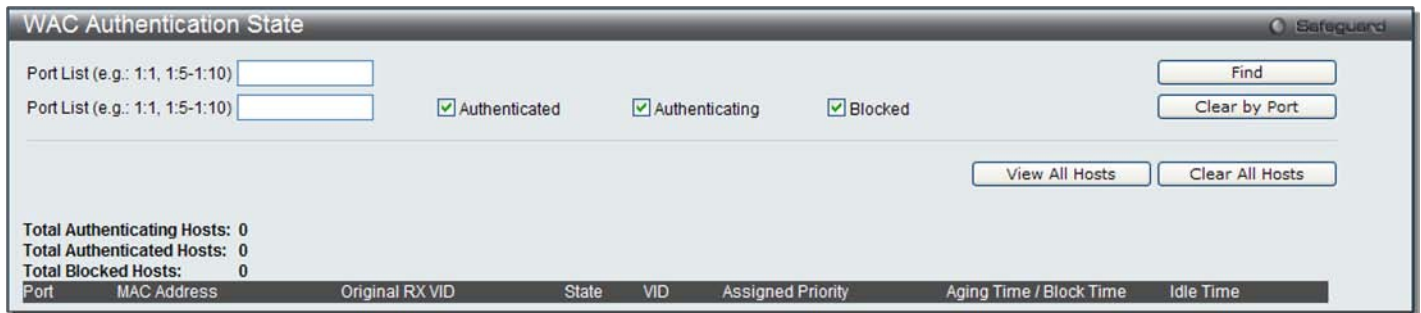 WAC Authentication State Safeguard
Port List (e.g.: 1:1, 1:5-1:10) Find
Port List (e.g.: 1:1, 1:5-1:10) Authenticated Authenticating Blocked Clear by Port
View All Hosts Clear All Hosts
Total Authenticating Hosts: 0
Total Authenticated Hosts: 0
Total Blocked Hosts: 0
Port MAC Address Original RX VID State VID Assigned Priority Aging Time / Block Time Idle Time